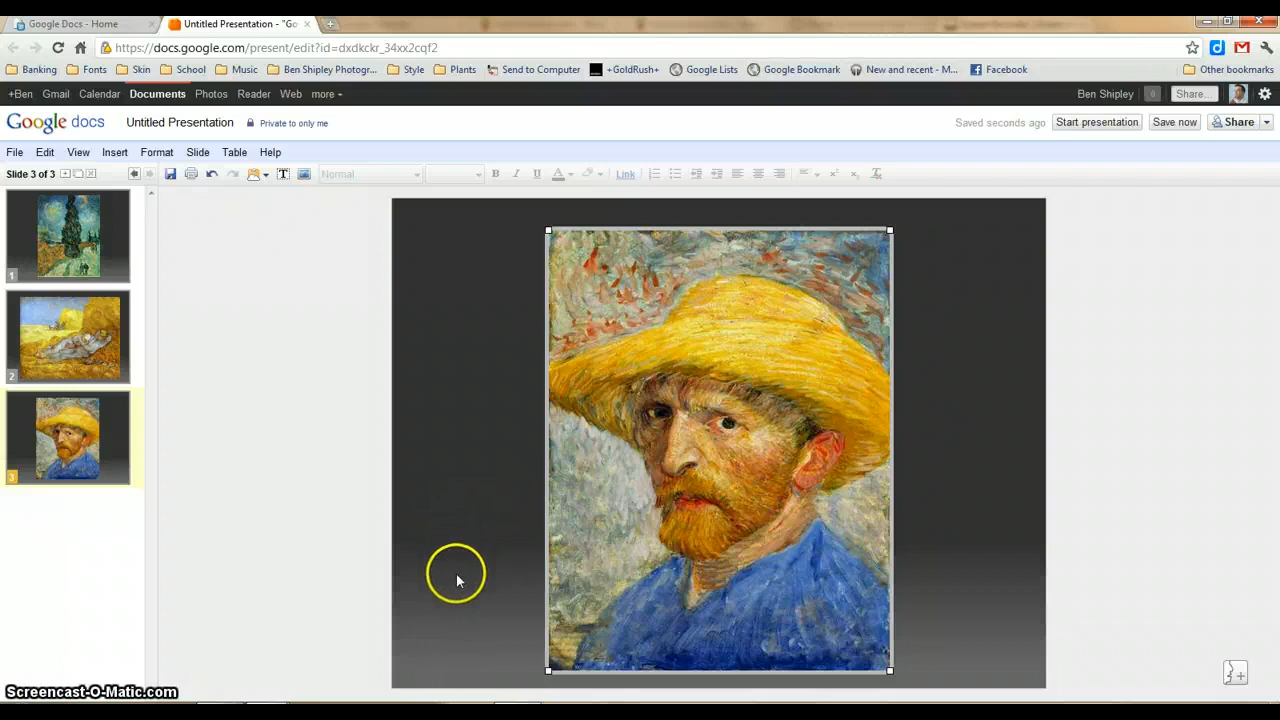 Google Docs - Home
Untitled Presentation - "Go
https://docs.google.com/present/edit?id=dxdkckr_34xx2cqf2
Banking Fonts Skin School Music Ben Shipley Photogr... Style Plants Send to Computer +GoldRush+ Google Lists Google Bookmark New and recent - M... Facebook Other bookmarks
+Ben Gmail Calendar Documents Photos Reader Web more Ben Shipley 0 Share...
Google docs Untitled Presentation Private to only me Saved seconds ago Start presentation Save now Share
File Edit View Insert Format Slide Table Help
Slide 3 of 3 Normal B I U A Link
1
2
3
Screencast-O-Matic.com